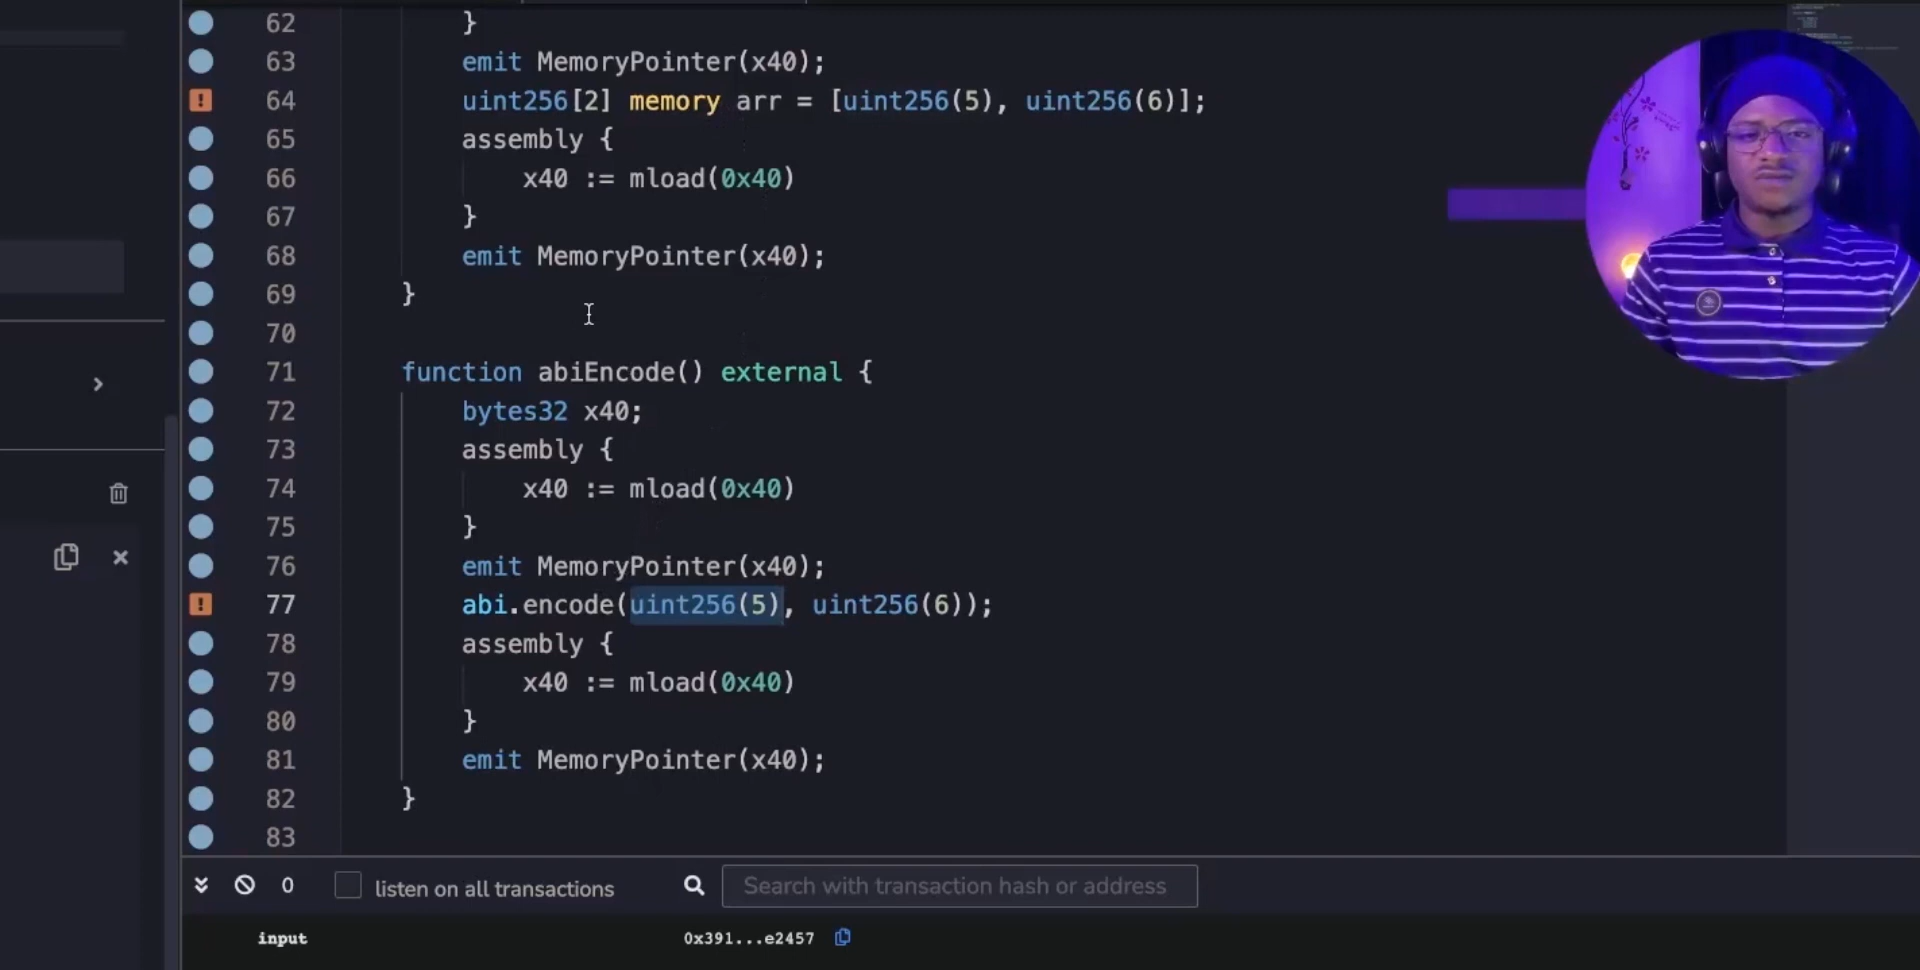 62 }
63 emit MemoryPointer(x40);
64 uint256[2] memory arr = [uint256(5), uint256(6)];
65 assembly {
66 x40 := mload(0x40)
67 }
68 emit MemoryPointer(x40);
69 }
70
71 function abiEncode() external {
72 bytes32 x40;
73 assembly {
74 x40 := mload(0x40)
75 }
76 emit MemoryPointer(x40);
77 abi.encode(uint256(5), uint256(6));
78 assembly {
79 x40 := mload(0x40)
80 }
81 emit MemoryPointer(x40);
82 }
83
0 listen on all transactions Search with transaction hash or address
input 0x391...e2457